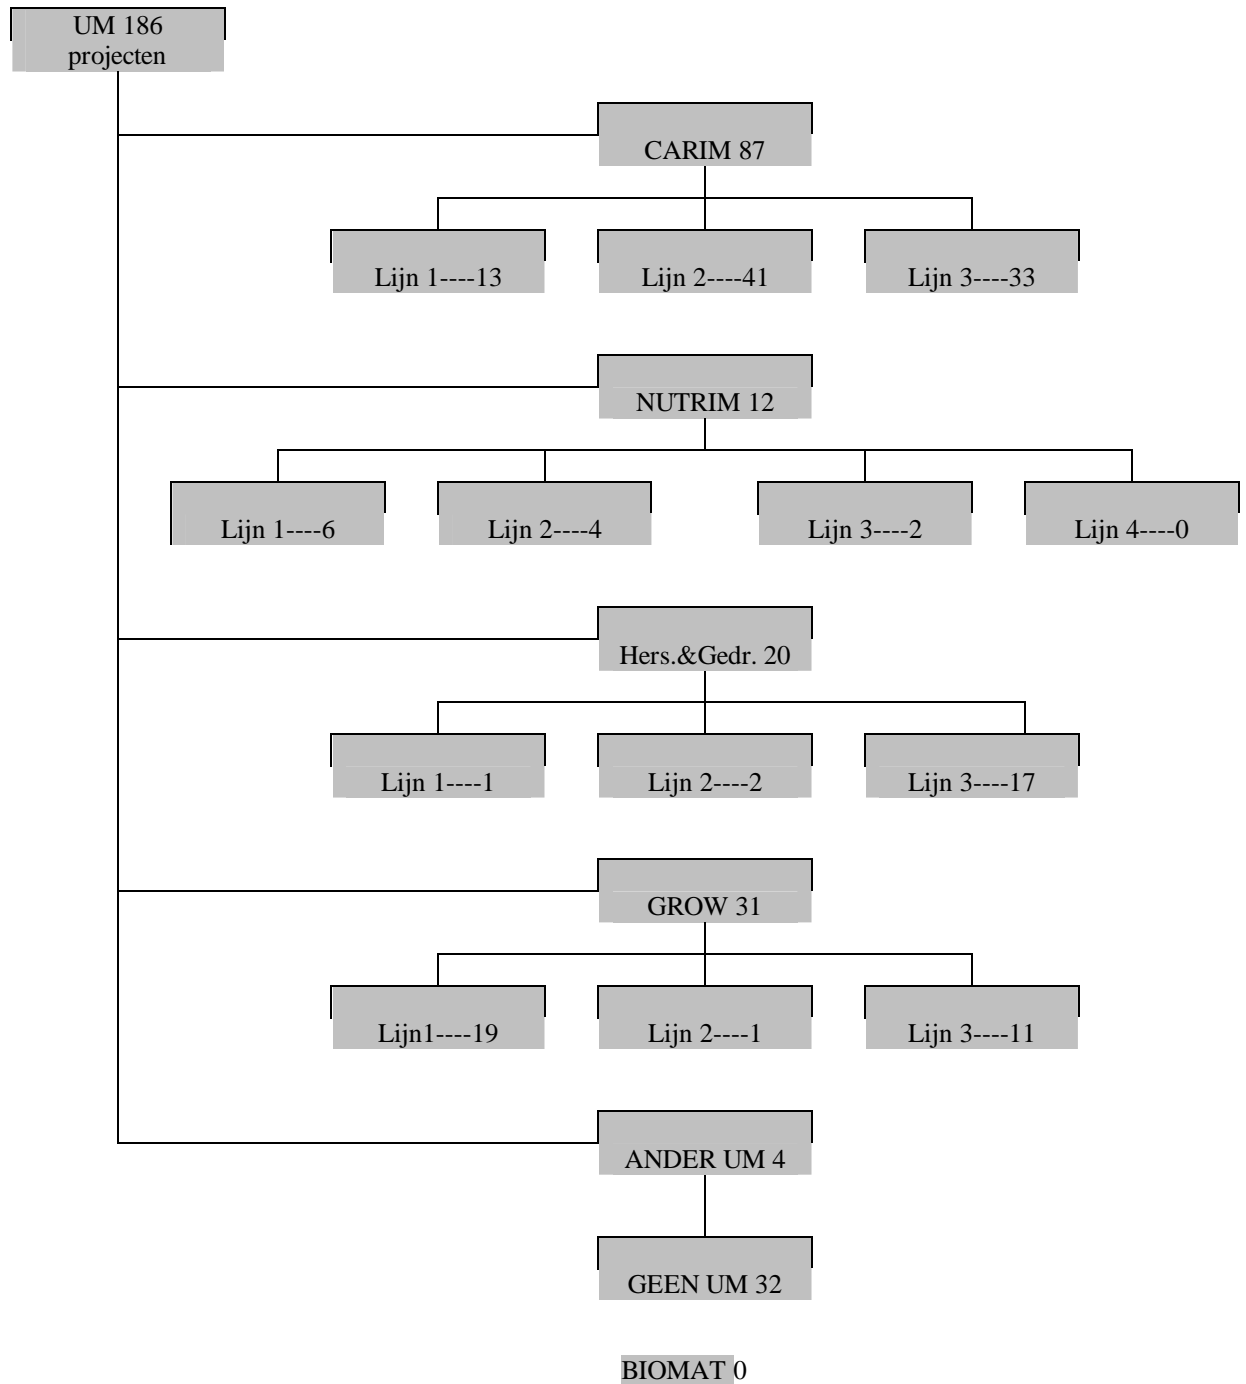 UM 186
projecten
CARIM 87
Lijn 1----13
Lijn 2----41
Lijn 3----33
NUTRIM 12
Lijn 1----6
Lijn 2----4
Lijn 3----2
Lijn 4----0
Hers.&Gedr. 20
Lijn 1----1
Lijn 2----2
Lijn 3----17
GROW 31
Lijn1----19
Lijn 2----1
Lijn 3----11
ANDER UM 4
GEEN UM 32
BIOMAT 0